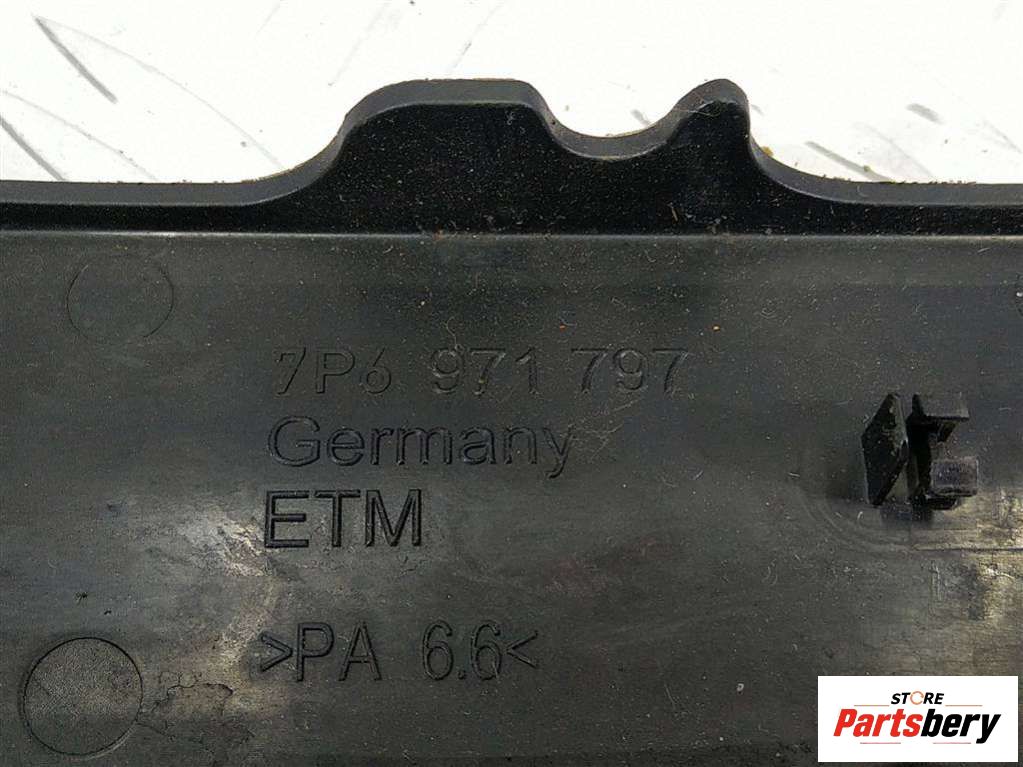 7P6 971 797
Germany
ETM
>PA 6.6<
STORE
Partsbery